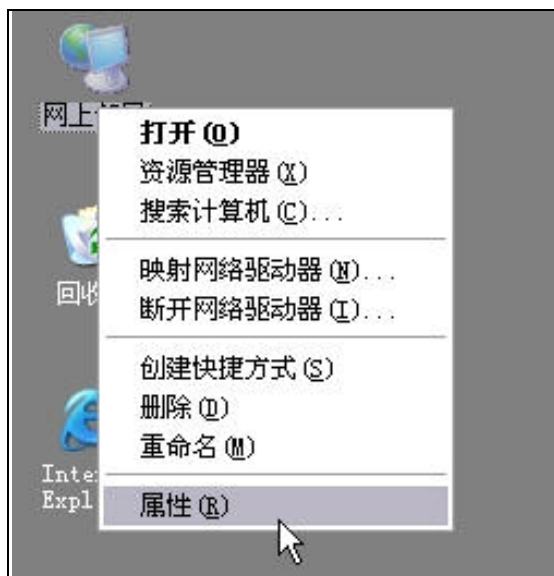 网上
打开(O)
资源管理器(X)
搜索计算机(C)...
映射网络驱动器(N)...
回收
断开网络驱动器(I)...
创建快捷方式(S)
删除(D)
重命名(M)
Inte
Expl
属性(R)